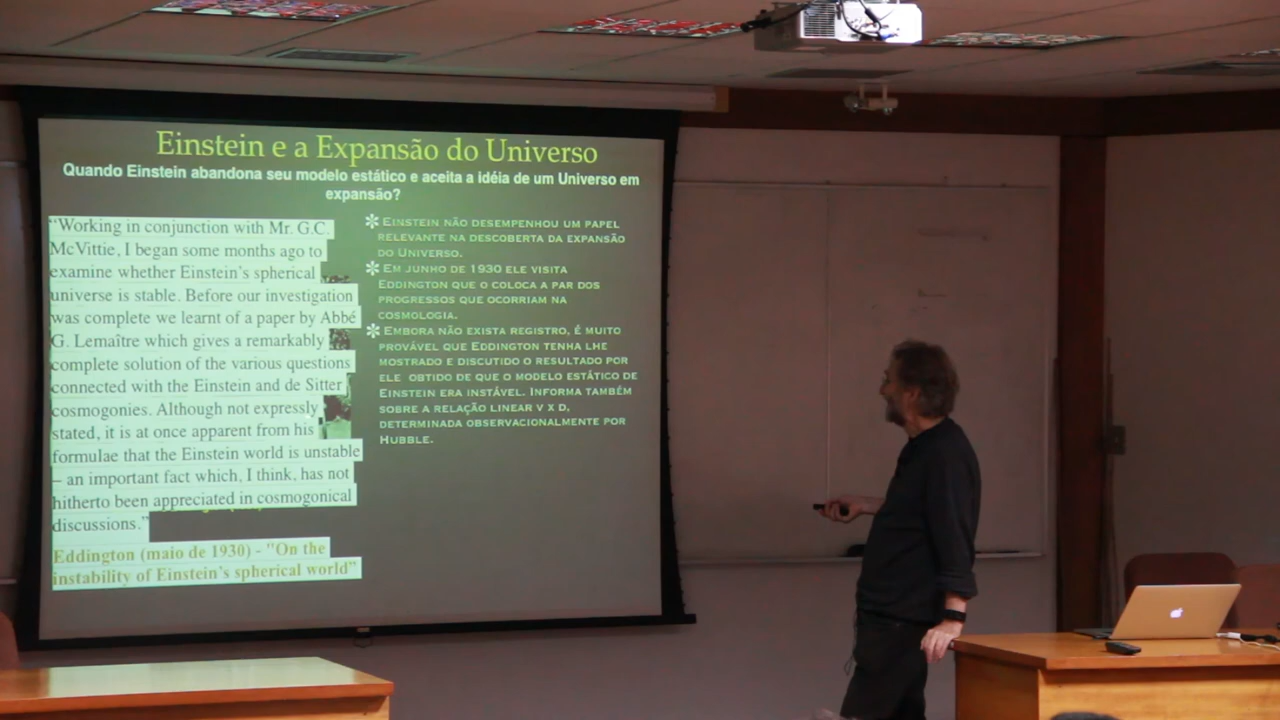 Einstein e a Expansão do Universo
Quando Einstein abandona seu modelo estático e aceita a idéia de um Universo em
expansão?
“Working in conjunction with Mr. G.C.
McVittie, I began some months ago to
examine whether Einstein’s spherical
universe is stable. Before our investigation
was complete we learnt of a paper by Abbé
G. Lemaître which gives a remarkably
complete solution of the various questions
connected with the Einstein and de Sitter
cosmogonies. Although not expressly
stated, it is at once apparent from his
formulae that the Einstein world is unstable
– an important fact which, I think, has not
hitherto been appreciated in cosmogonical
discussions.”
Eddington (maio de 1930) - "On the
instability of Einstein’s spherical world”
✻ EINSTEIN NÃO DESEMPENHOU UM PAPEL
RELEVANTE NA DESCOBERTA DA EXPANSÃO
DO UNIVERSO.
✻ EM JUNHO DE 1930 ELE VISITA
EDDINGTON QUE O COLOCA A PAR DOS
PROGRESSOS QUE OCORRIAM NA
COSMOLOGIA.
✻ EMBORA NÃO EXISTA REGISTRO, É MUITO
PROVÁVEL QUE EDDINGTON TENHA LHE
MOSTRADO E DISCUTIDO O RESULTADO POR
ELE OBTIDO DE QUE O MODELO ESTÁTICO DE
EINSTEIN ERA INSTÁVEL. INFORMA TAMBÉM
SOBRE A RELAÇÃO LINEAR V X D,
DETERMINADA OBSERVACIONALMENTE POR
HUBBLE.